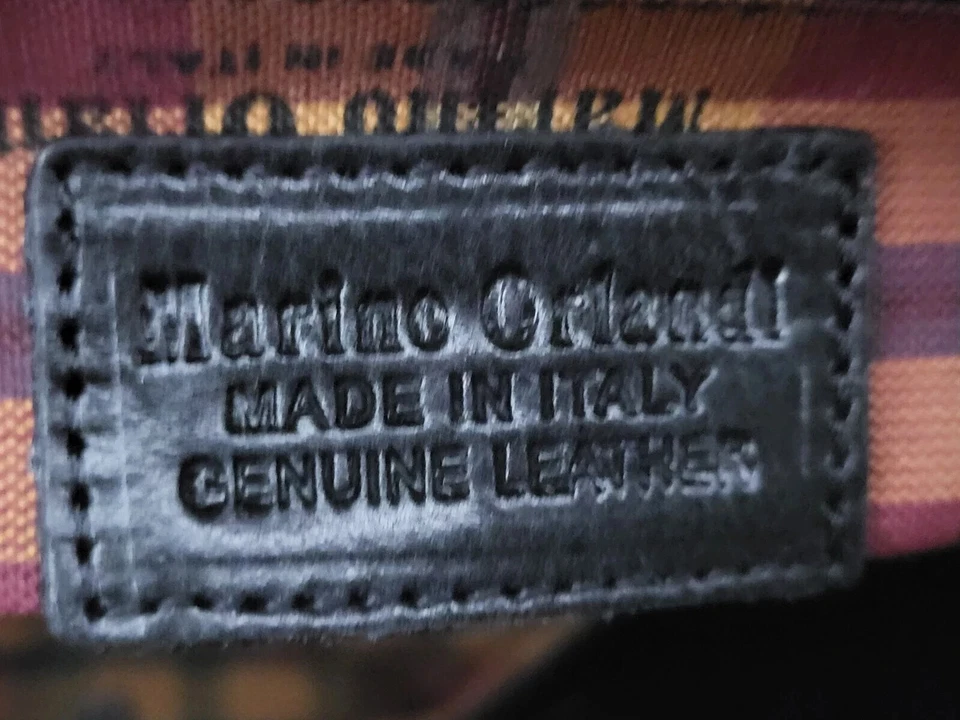 Marino Orlandi
MADE IN ITALY
GENUINE LEATHER